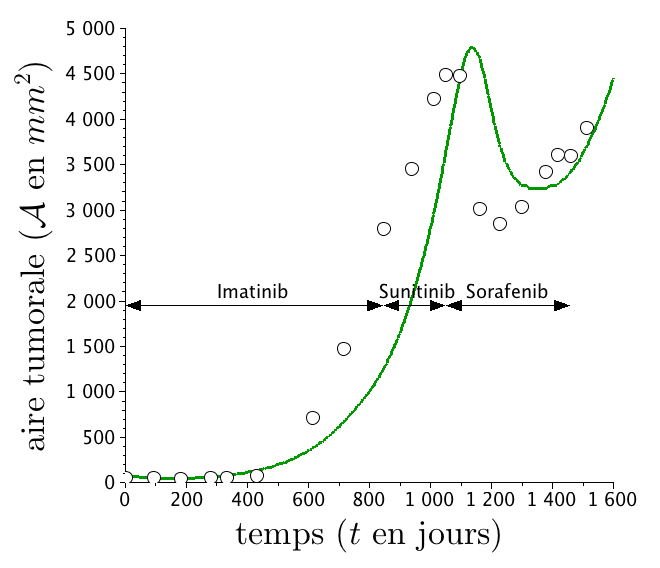 5 000
4 500
4 000
3 500
3 000
2 500
2 000
1 500
1 000
500
0
aire tumorale (𝒜 en mm²)
Imatinib
Sunitinib
Sorafenib
0 200 400 600 800 1 000 1 200 1 400 1 600
temps (t en jours)